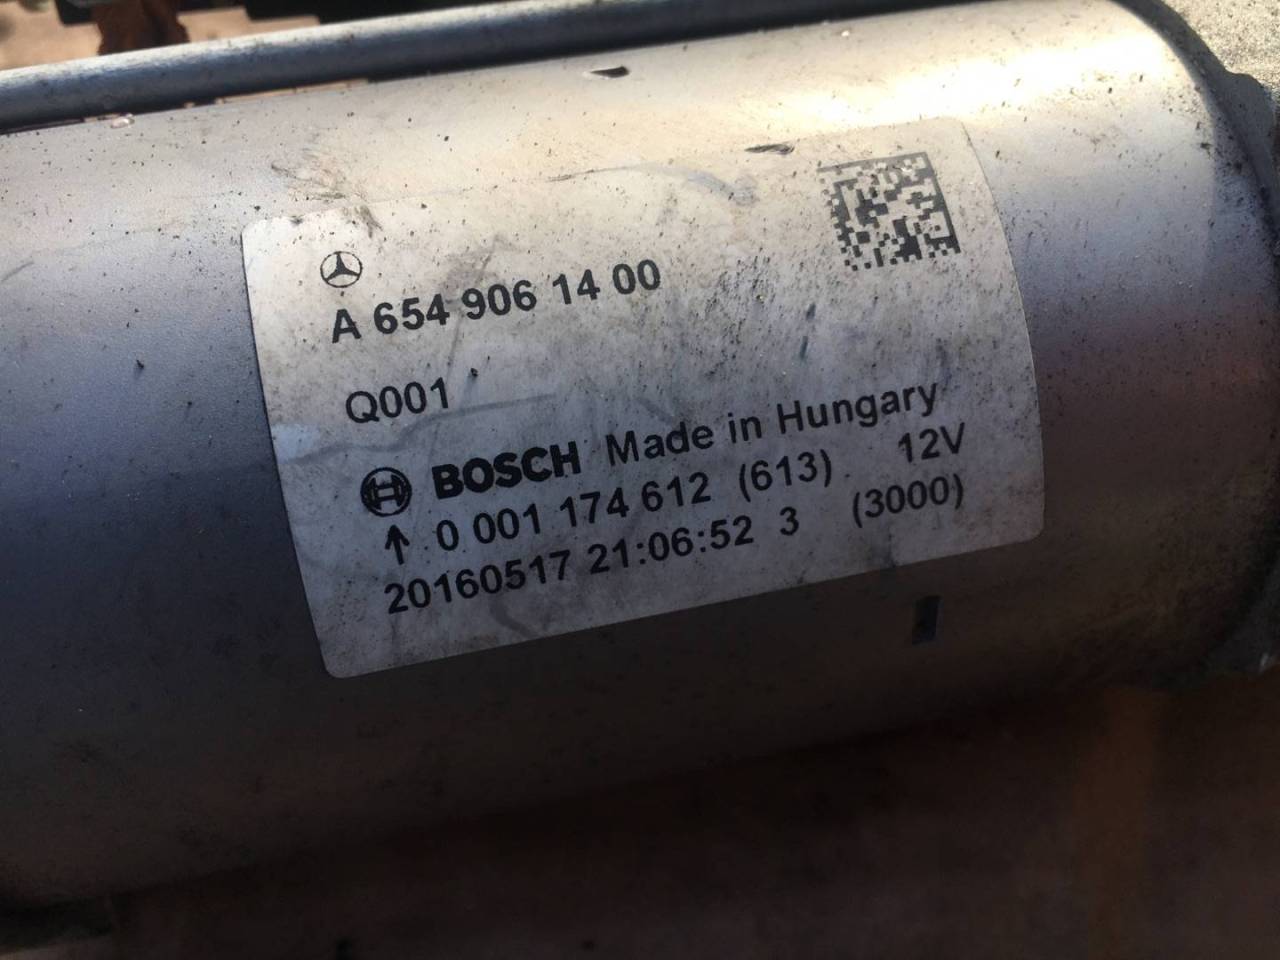 A 654 906 14 00
Q001
BOSCH Made in Hungary
↑ 0 001 174 612 (613) 12V
20160517 21:06:52 3 (3000)